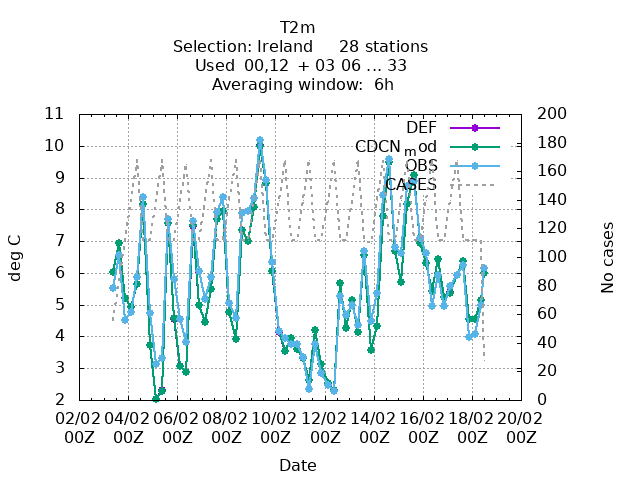 T2m
Selection: Ireland 28 stations
Used 00,12 + 03 06 ... 33
Averaging window: 6h
11 200
10 180
9 160
8 140
7 120
6 100
5 80
4 60
3 40
2 20
0
DEF
CDCN_mod
OBS
CASES
deg C
No cases
02/02 04/02 06/02 08/02 10/02 12/02 14/02 16/02 18/02 20/02
00Z 00Z 00Z 00Z 00Z 00Z 00Z 00Z 00Z 00Z
Date